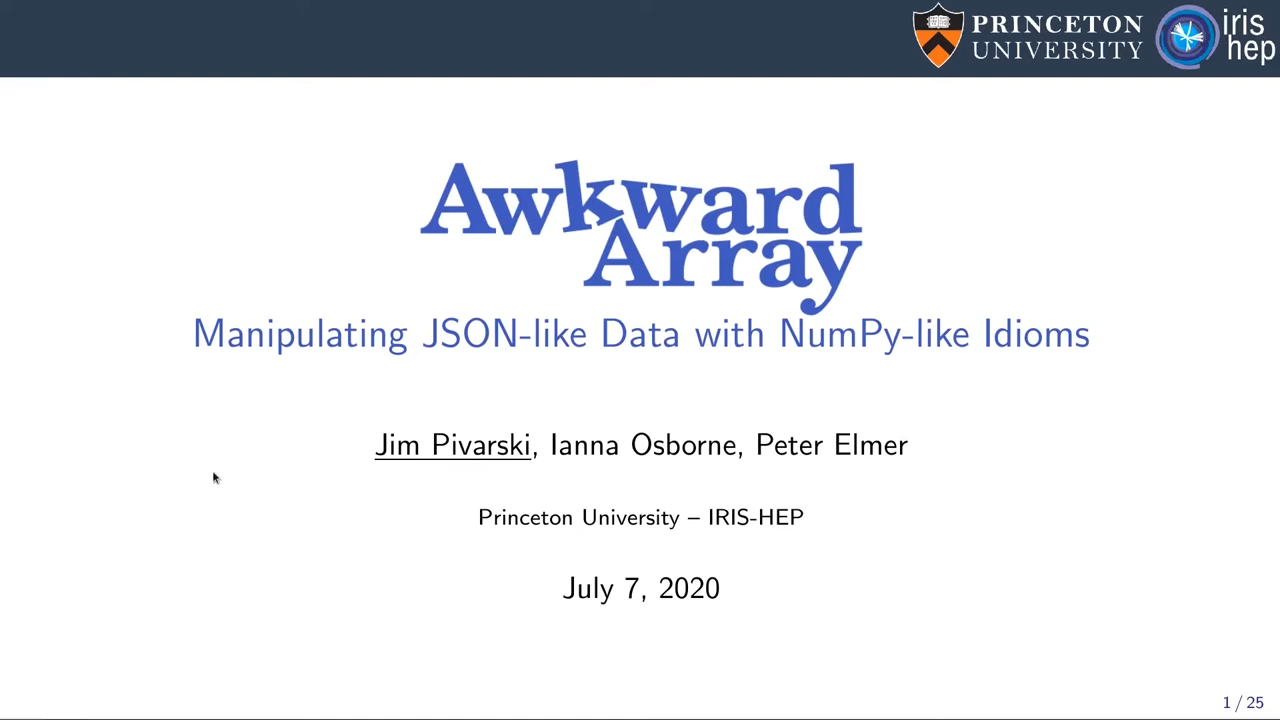 PRINCETON
UNIVERSITY
iris
hep
Awkward
Array
Manipulating JSON-like Data with NumPy-like Idioms
Jim Pivarski, Ianna Osborne, Peter Elmer
Princeton University – IRIS-HEP
July 7, 2020
1 / 25